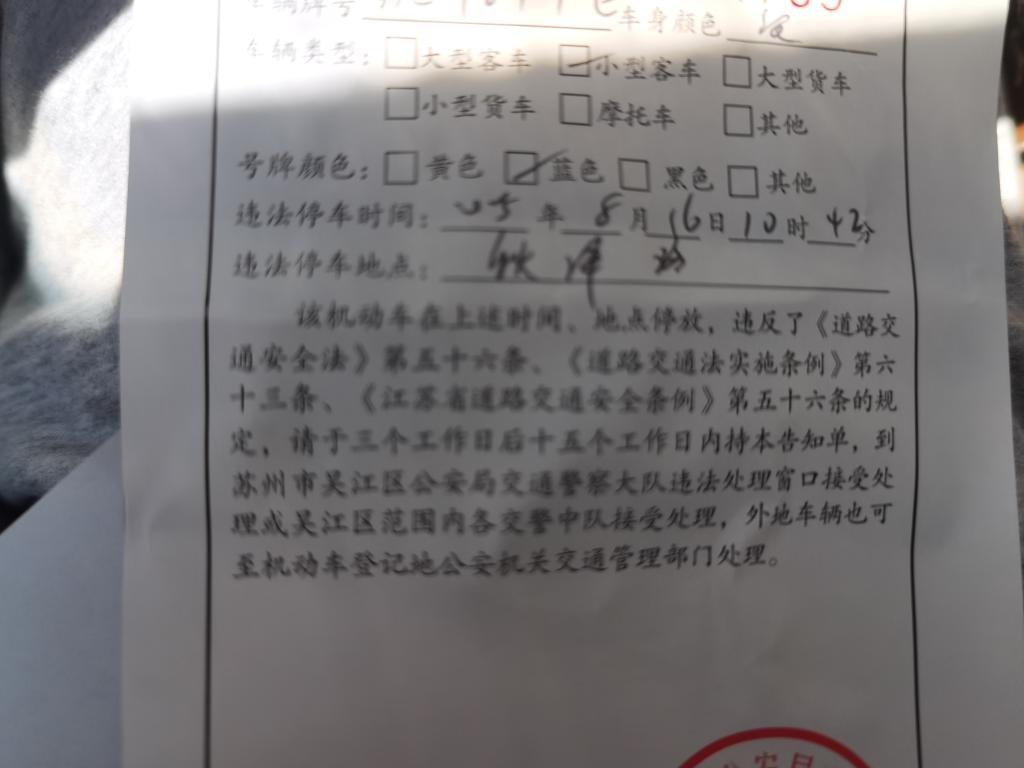 车辆牌号 车身颜色
车辆类型：□大型客车 ☑小型客车 □大型货车
□小型货车 □摩托车 □其他
号牌颜色：□黄色 ☑蓝色 □黑色 □其他
违法停车时间： 年 8月16日10时42分
违法停车地点：
该机动车在上述时间、地点停放，违反了《道路交
通安全法》第五十六条、《道路交通法实施条例》第六
十三条、《江苏省道路交通安全条例》第五十六条的规
定，请于三个工作日后十五个工作日内持本告知单，到
苏州市吴江区公安局交通警察大队违法处理窗口接受处
理或吴江区范围内各交警中队接受处理，外地车辆也可
至机动车登记地公安机关交通管理部门处理。